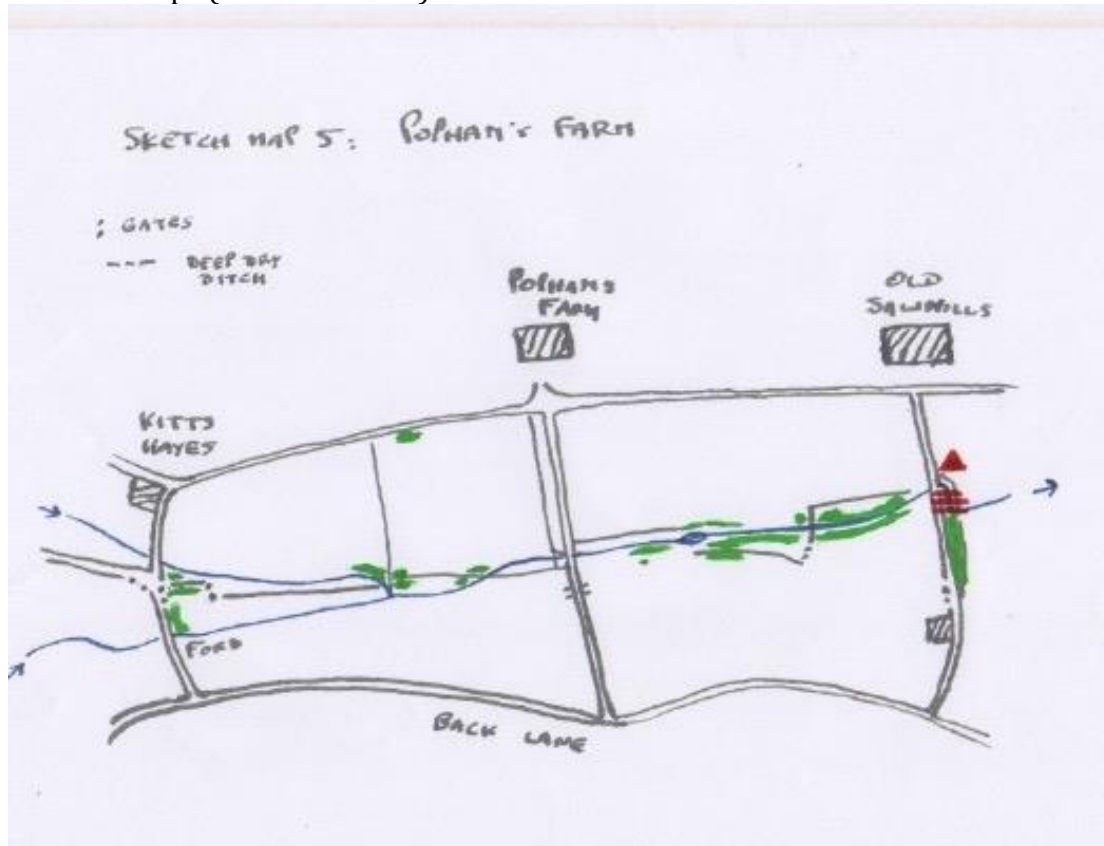 SKETCH MAP 5: POPHAM'S FARM
: GATES
--- DEEP DRY
DITCH
POPHAMS
FARM
OLD
SAWMILLS
KITTS
HAYES
FORD
BACK LANE